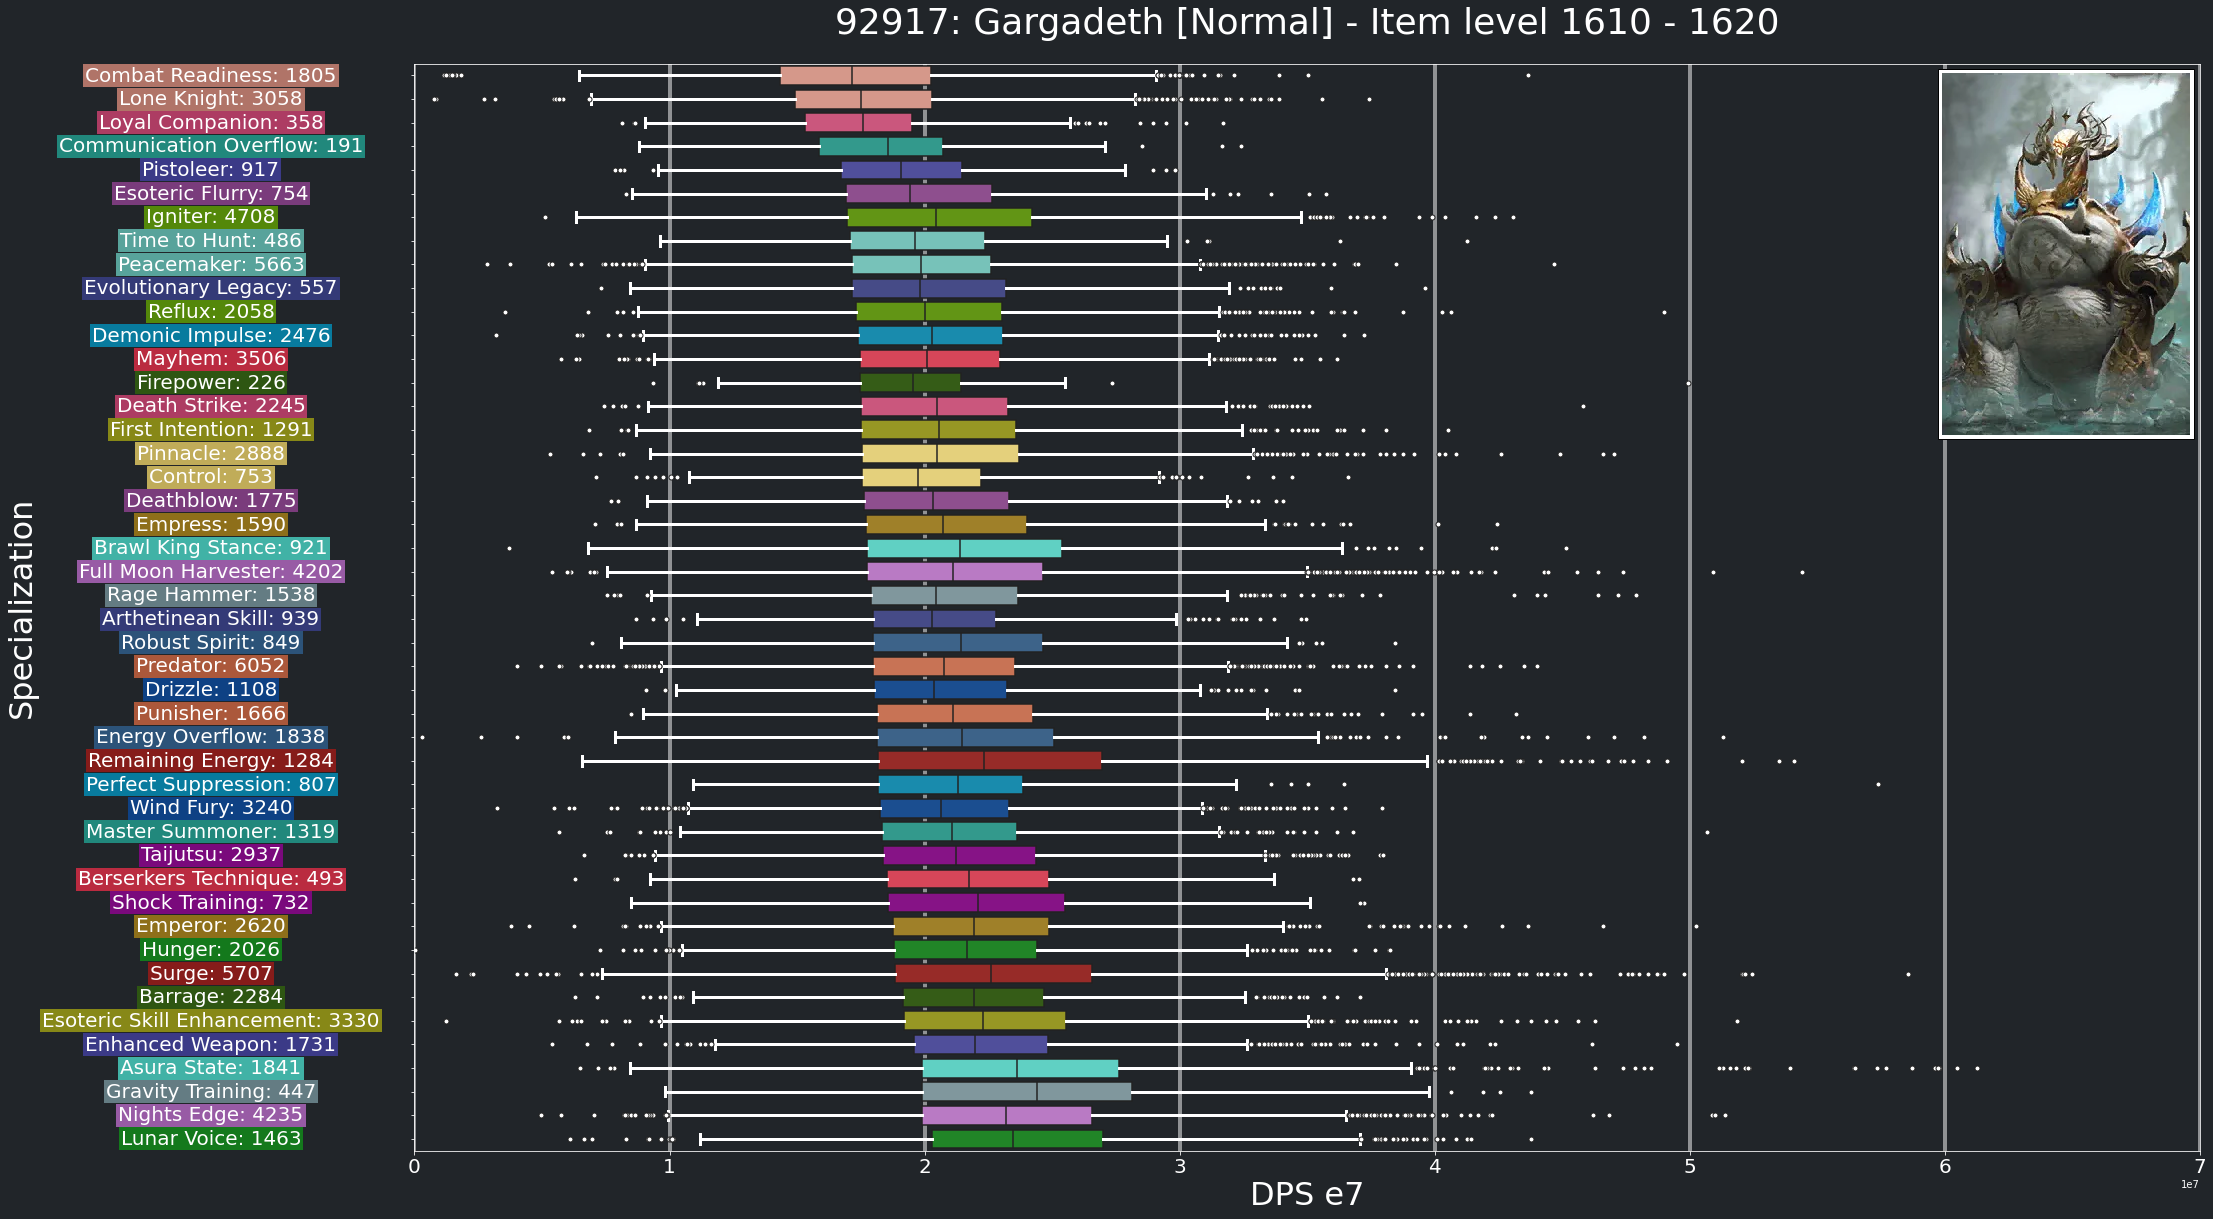 92917: Gargadeth [Normal] - Item level 1610 - 1620
Combat Readiness: 1805
Lone Knight: 3058
Loyal Companion: 358
Communication Overflow: 191
Pistoleer: 917
Esoteric Flurry: 754
Igniter: 4708
Time to Hunt: 486
Peacemaker: 5663
Evolutionary Legacy: 557
Reflux: 2058
Demonic Impulse: 2476
Mayhem: 3506
Firepower: 226
Death Strike: 2245
First Intention: 1291
Pinnacle: 2888
Control: 753
Deathblow: 1775
Empress: 1590
Brawl King Stance: 921
Full Moon Harvester: 4202
Rage Hammer: 1538
Arthetinean Skill: 939
Robust Spirit: 849
Predator: 6052
Drizzle: 1108
Punisher: 1666
Energy Overflow: 1838
Remaining Energy: 1284
Perfect Suppression: 807
Wind Fury: 3240
Master Summoner: 1319
Taijutsu: 2937
Berserkers Technique: 493
Shock Training: 732
Emperor: 2620
Hunger: 2026
Surge: 5707
Barrage: 2284
Esoteric Skill Enhancement: 3330
Enhanced Weapon: 1731
Asura State: 1841
Gravity Training: 447
Nights Edge: 4235
Lunar Voice: 1463
Specialization
0 1 2 3 4 5 6 7
1e7
DPS e7